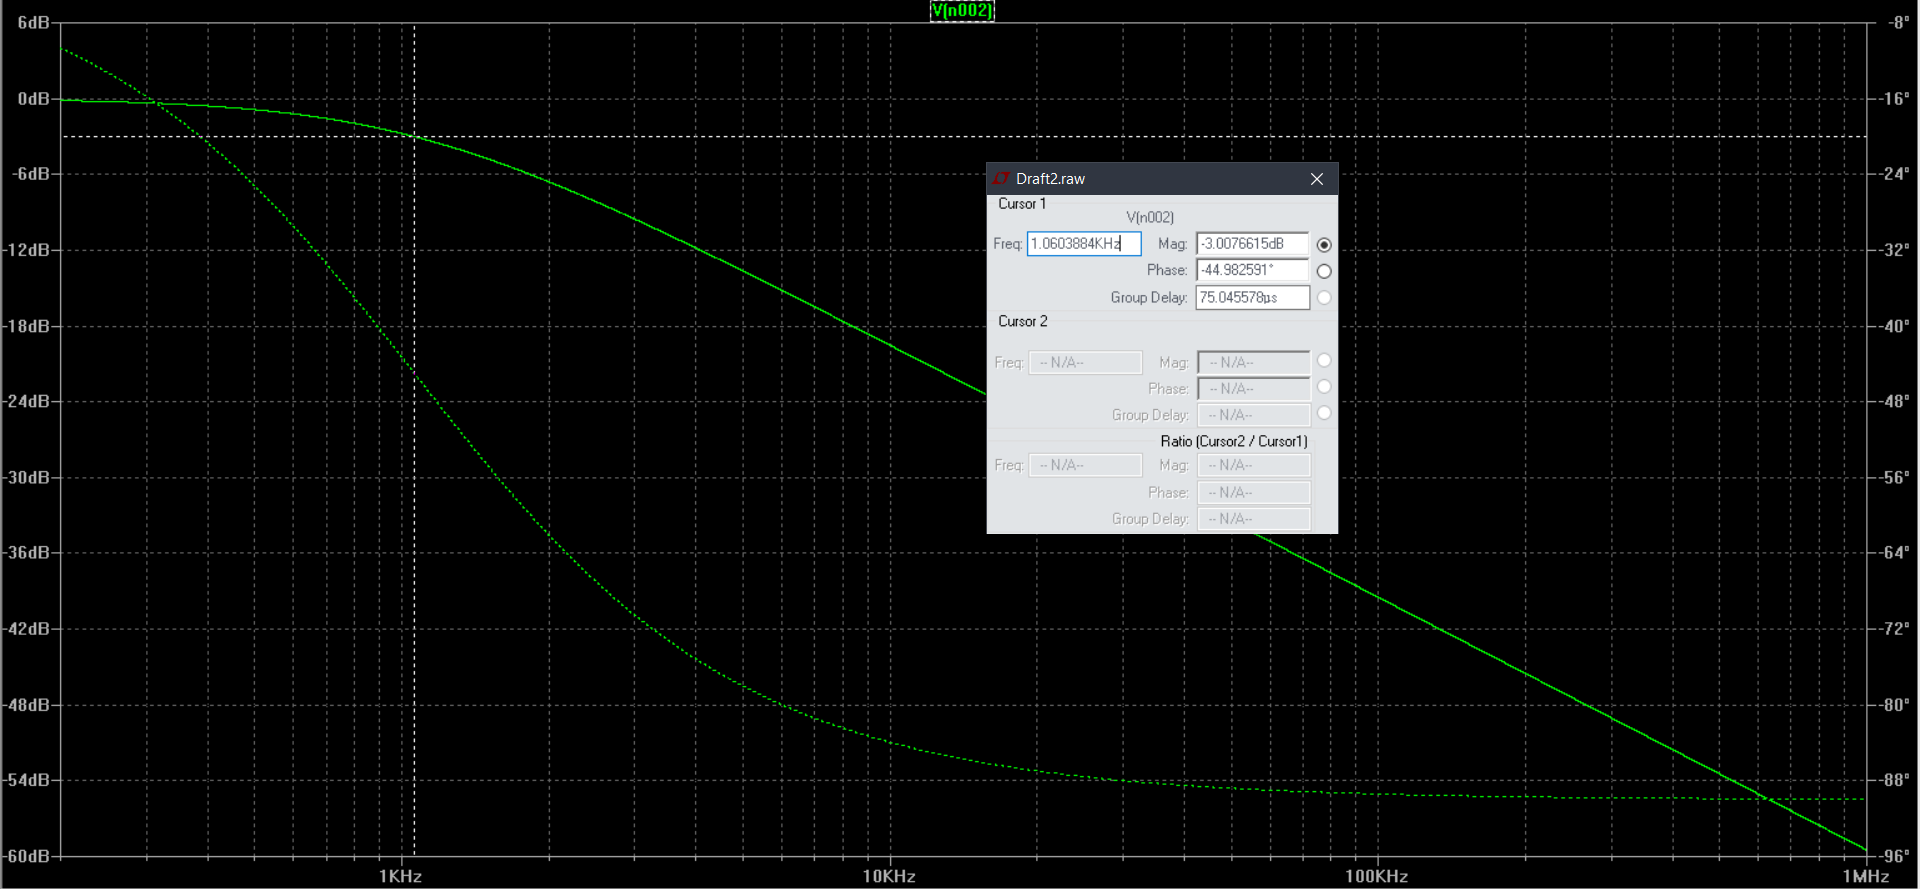 V(n002)
6dB
0dB
-6dB
-12dB
-18dB
-24dB
-30dB
-36dB
-42dB
-48dB
-54dB
-60dB
-8°
-16°
-24°
-32°
-40°
-48°
-56°
-64°
-72°
-80°
-88°
-96°
1KHz 10KHz 100KHz 1MHz
Draft2.raw
Cursor 1
V(n002)
Freq: 1.0603884KHz Mag: -3.0076615dB
Phase: -44.982591°
Group Delay: 75.045578µs
Cursor 2
Freq: -- N/A-- Mag: -- N/A--
Phase: -- N/A--
Group Delay: -- N/A--
Ratio (Cursor2 / Cursor1)
Freq: -- N/A-- Mag: -- N/A--
Phase: -- N/A--
Group Delay: -- N/A--